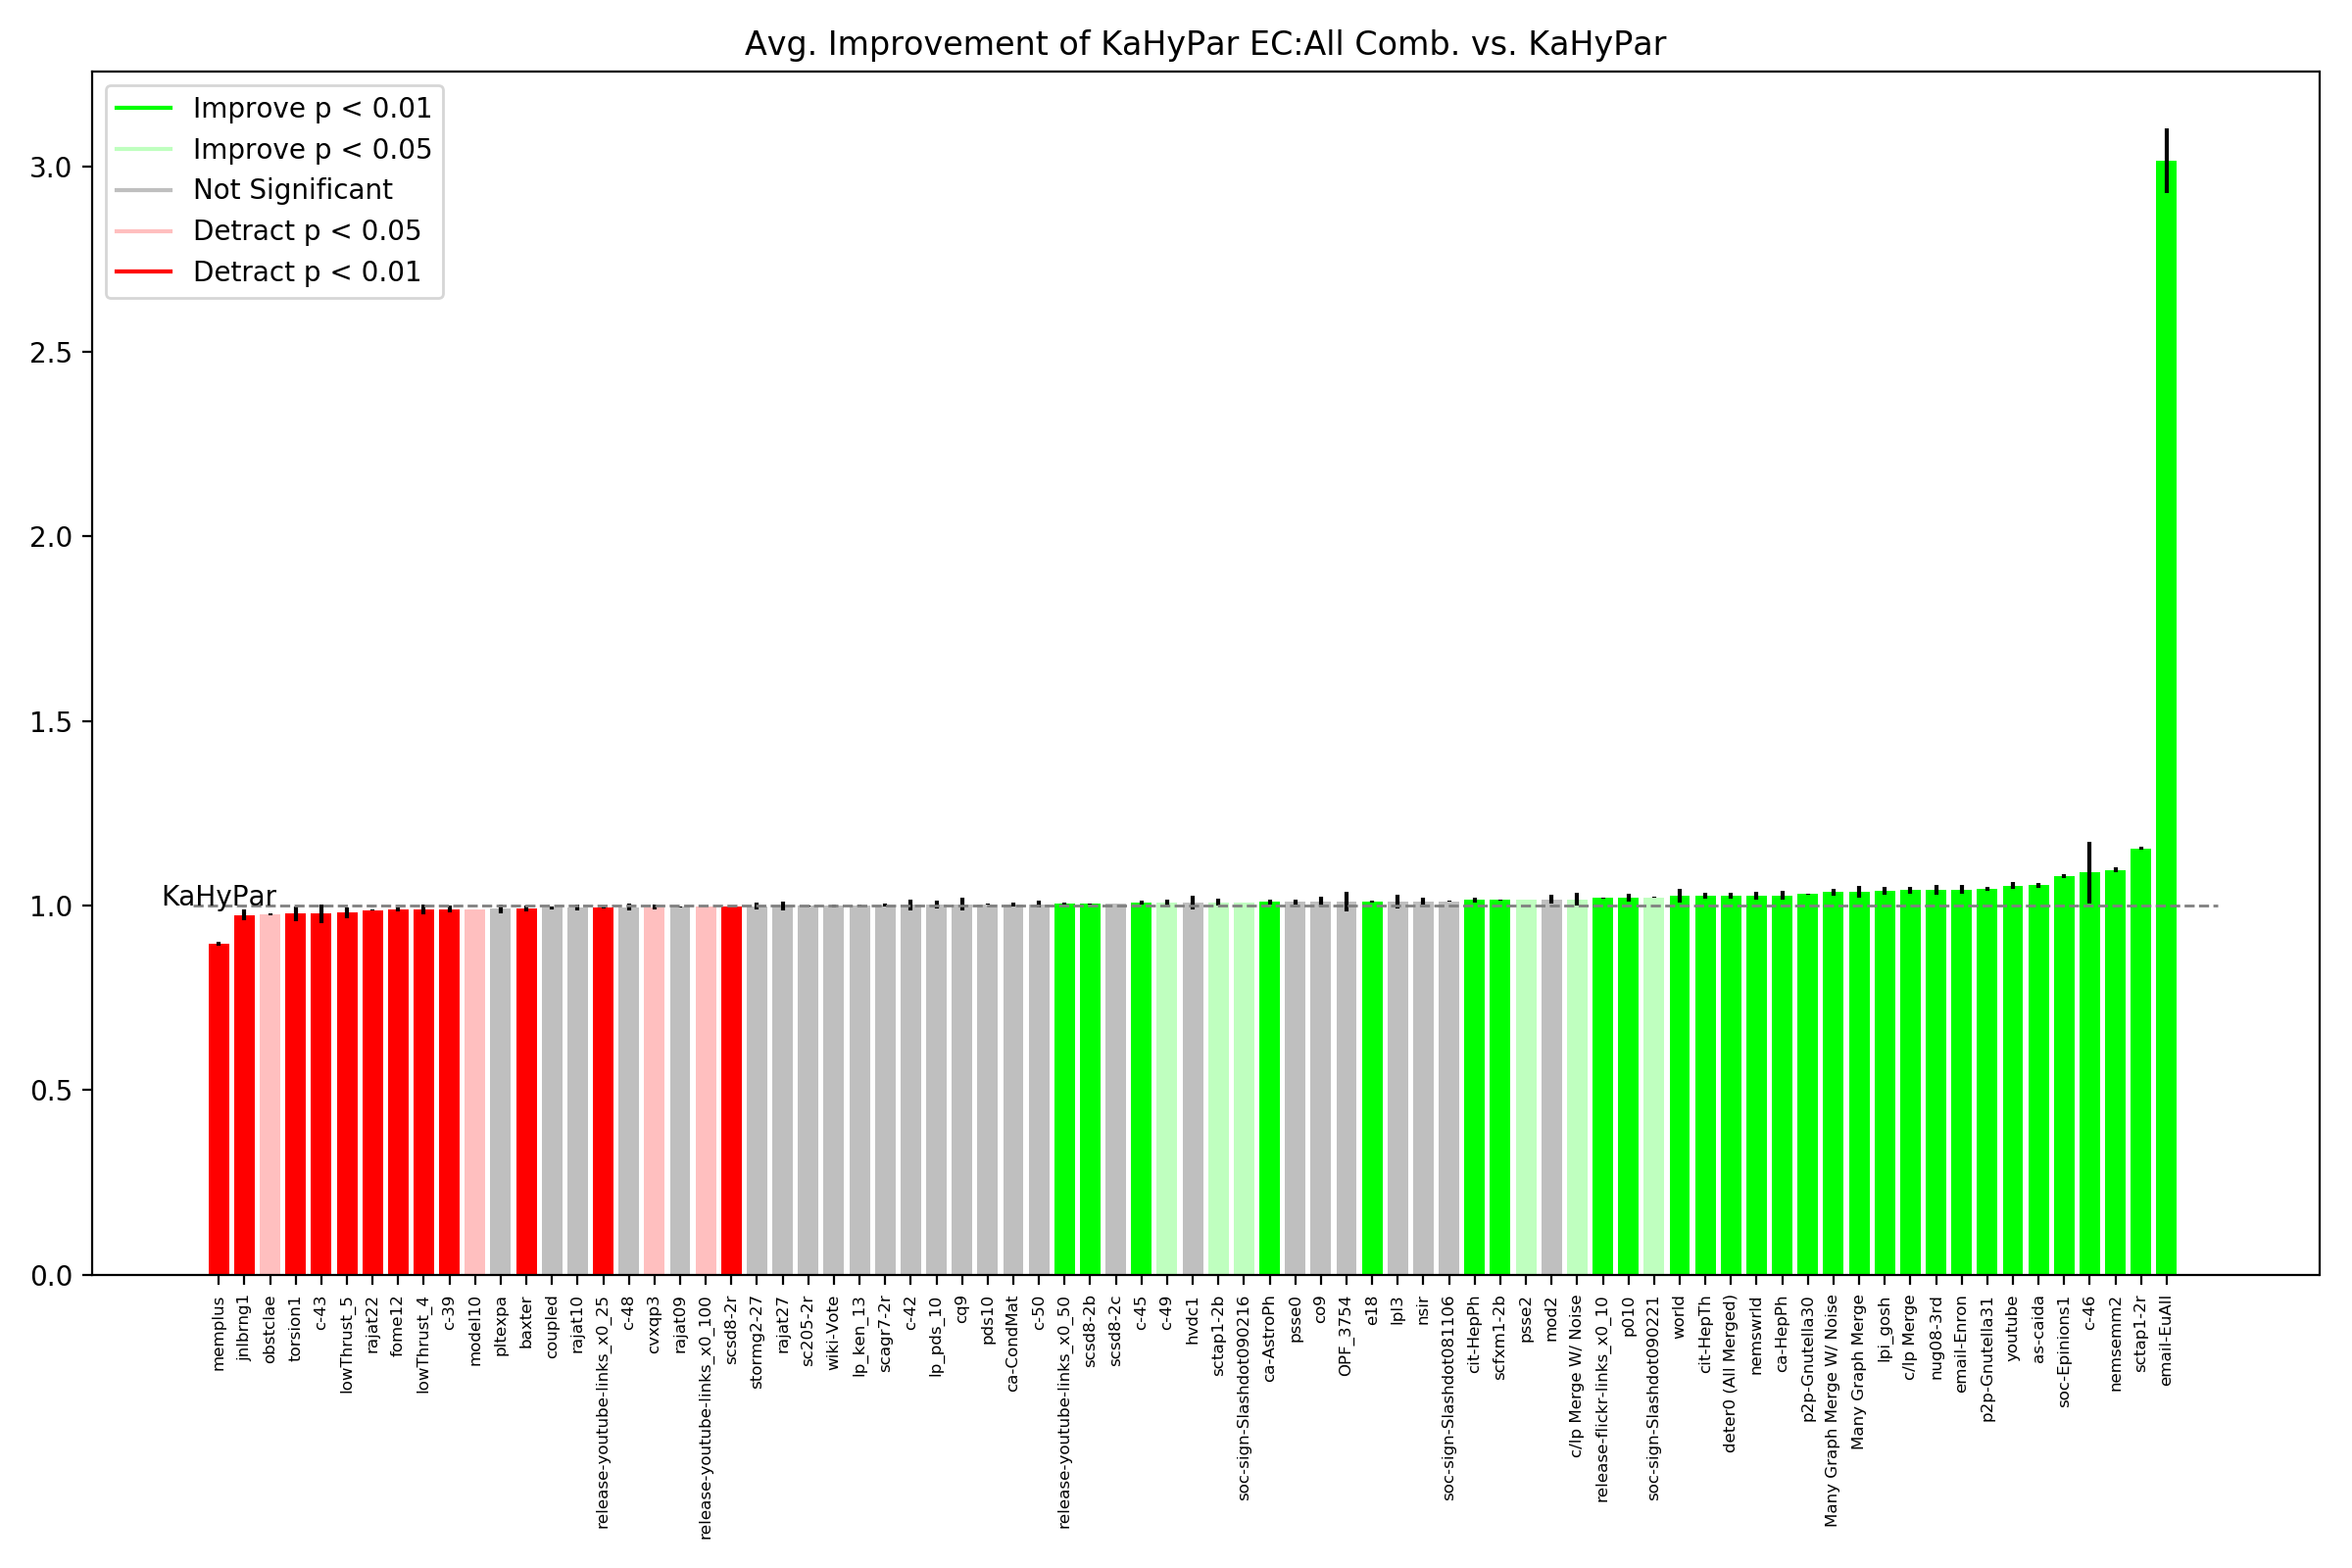 Avg. Improvement of KaHyPar EC:All Comb. vs. KaHyPar
Improve p < 0.01
Improve p < 0.05
Not Significant
Detract p < 0.05
Detract p < 0.01
3.0
2.5
2.0
1.5
1.0
0.5
0.0
KaHyPar
memplus
jnlbrng1
obstclae
torsion1
c-43
lowThrust_5
rajat22
fome12
lowThrust_4
c-39
model10
pltexpa
baxter
coupled
rajat10
release-youtube-links_x0_25
c-48
cvxqp3
rajat09
release-youtube-links_x0_100
scsd8-2r
stormg2-27
rajat27
sc205-2r
wiki-Vote
lp_ken_13
scagr7-2r
c-42
lp_pds_10
cq9
pds10
ca-CondMat
c-50
release-youtube-links_x0_50
scsd8-2b
scsd8-2c
c-45
c-49
hvdc1
sctap1-2b
soc-sign-Slashdot090216
ca-AstroPh
psse0
co9
OPF_3754
e18
lpl3
nsir
soc-sign-Slashdot081106
cit-HepPh
scfxm1-2b
psse2
mod2
c/lp Merge W/ Noise
release-flickr-links_x0_10
p010
soc-sign-Slashdot090221
world
cit-HepTh
deter0 (All Merged)
nemswrld
ca-HepPh
p2p-Gnutella30
Many Graph Merge W/ Noise
Many Graph Merge
lpi_gosh
c/lp Merge
nug08-3rd
email-Enron
p2p-Gnutella31
youtube
as-caida
soc-Epinions1
c-46
nemsemm2
sctap1-2r
email-EuAll